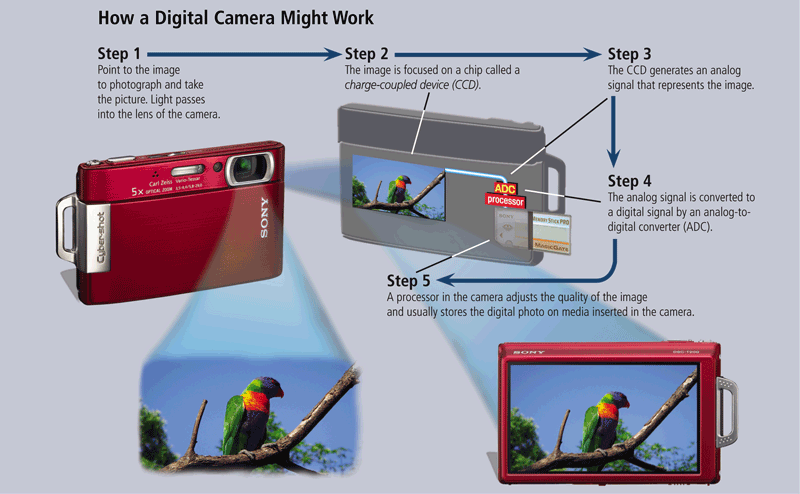 How a Digital Camera Might Work
Step 1
Point to the image
to photograph and take
the picture. Light passes
into the lens of the camera.
Step 2
The image is focused on a chip called a
charge-coupled device (CCD).
Step 3
The CCD generates an analog
signal that represents the image.
Step 4
The analog signal is converted to
a digital signal by an analog-to-
digital converter (ADC).
Step 5
A processor in the camera adjusts the quality of the image
and usually stores the digital photo on media inserted in the camera.
Carl Zeiss
Vario-Tessar
5x
OPTICAL ZOOM
SONY
Cyber-shot
ADC
processor
SONY
MEMORY STICK PRO
MAGICGATE
SONY